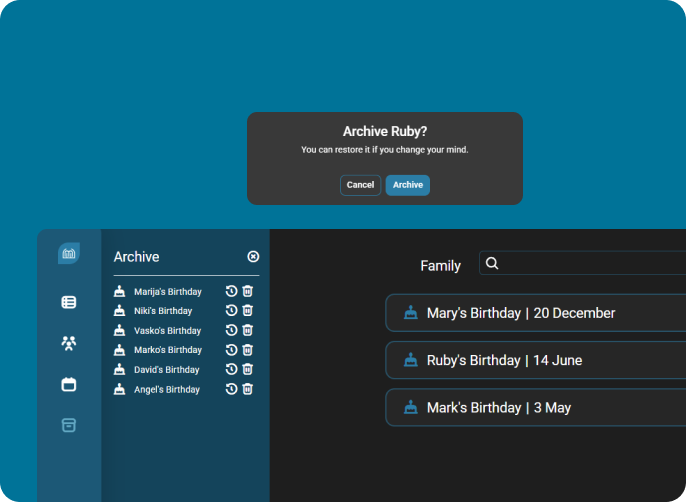 Archive Ruby?
You can restore it if you change your mind.
Cancel
Archive
Archive
Marija's Birthday
Niki's Birthday
Vasko's Birthday
Marko's Birthday
David's Birthday
Angel's Birthday
Family
Mary's Birthday | 20 December
Ruby's Birthday | 14 June
Mark's Birthday | 3 May